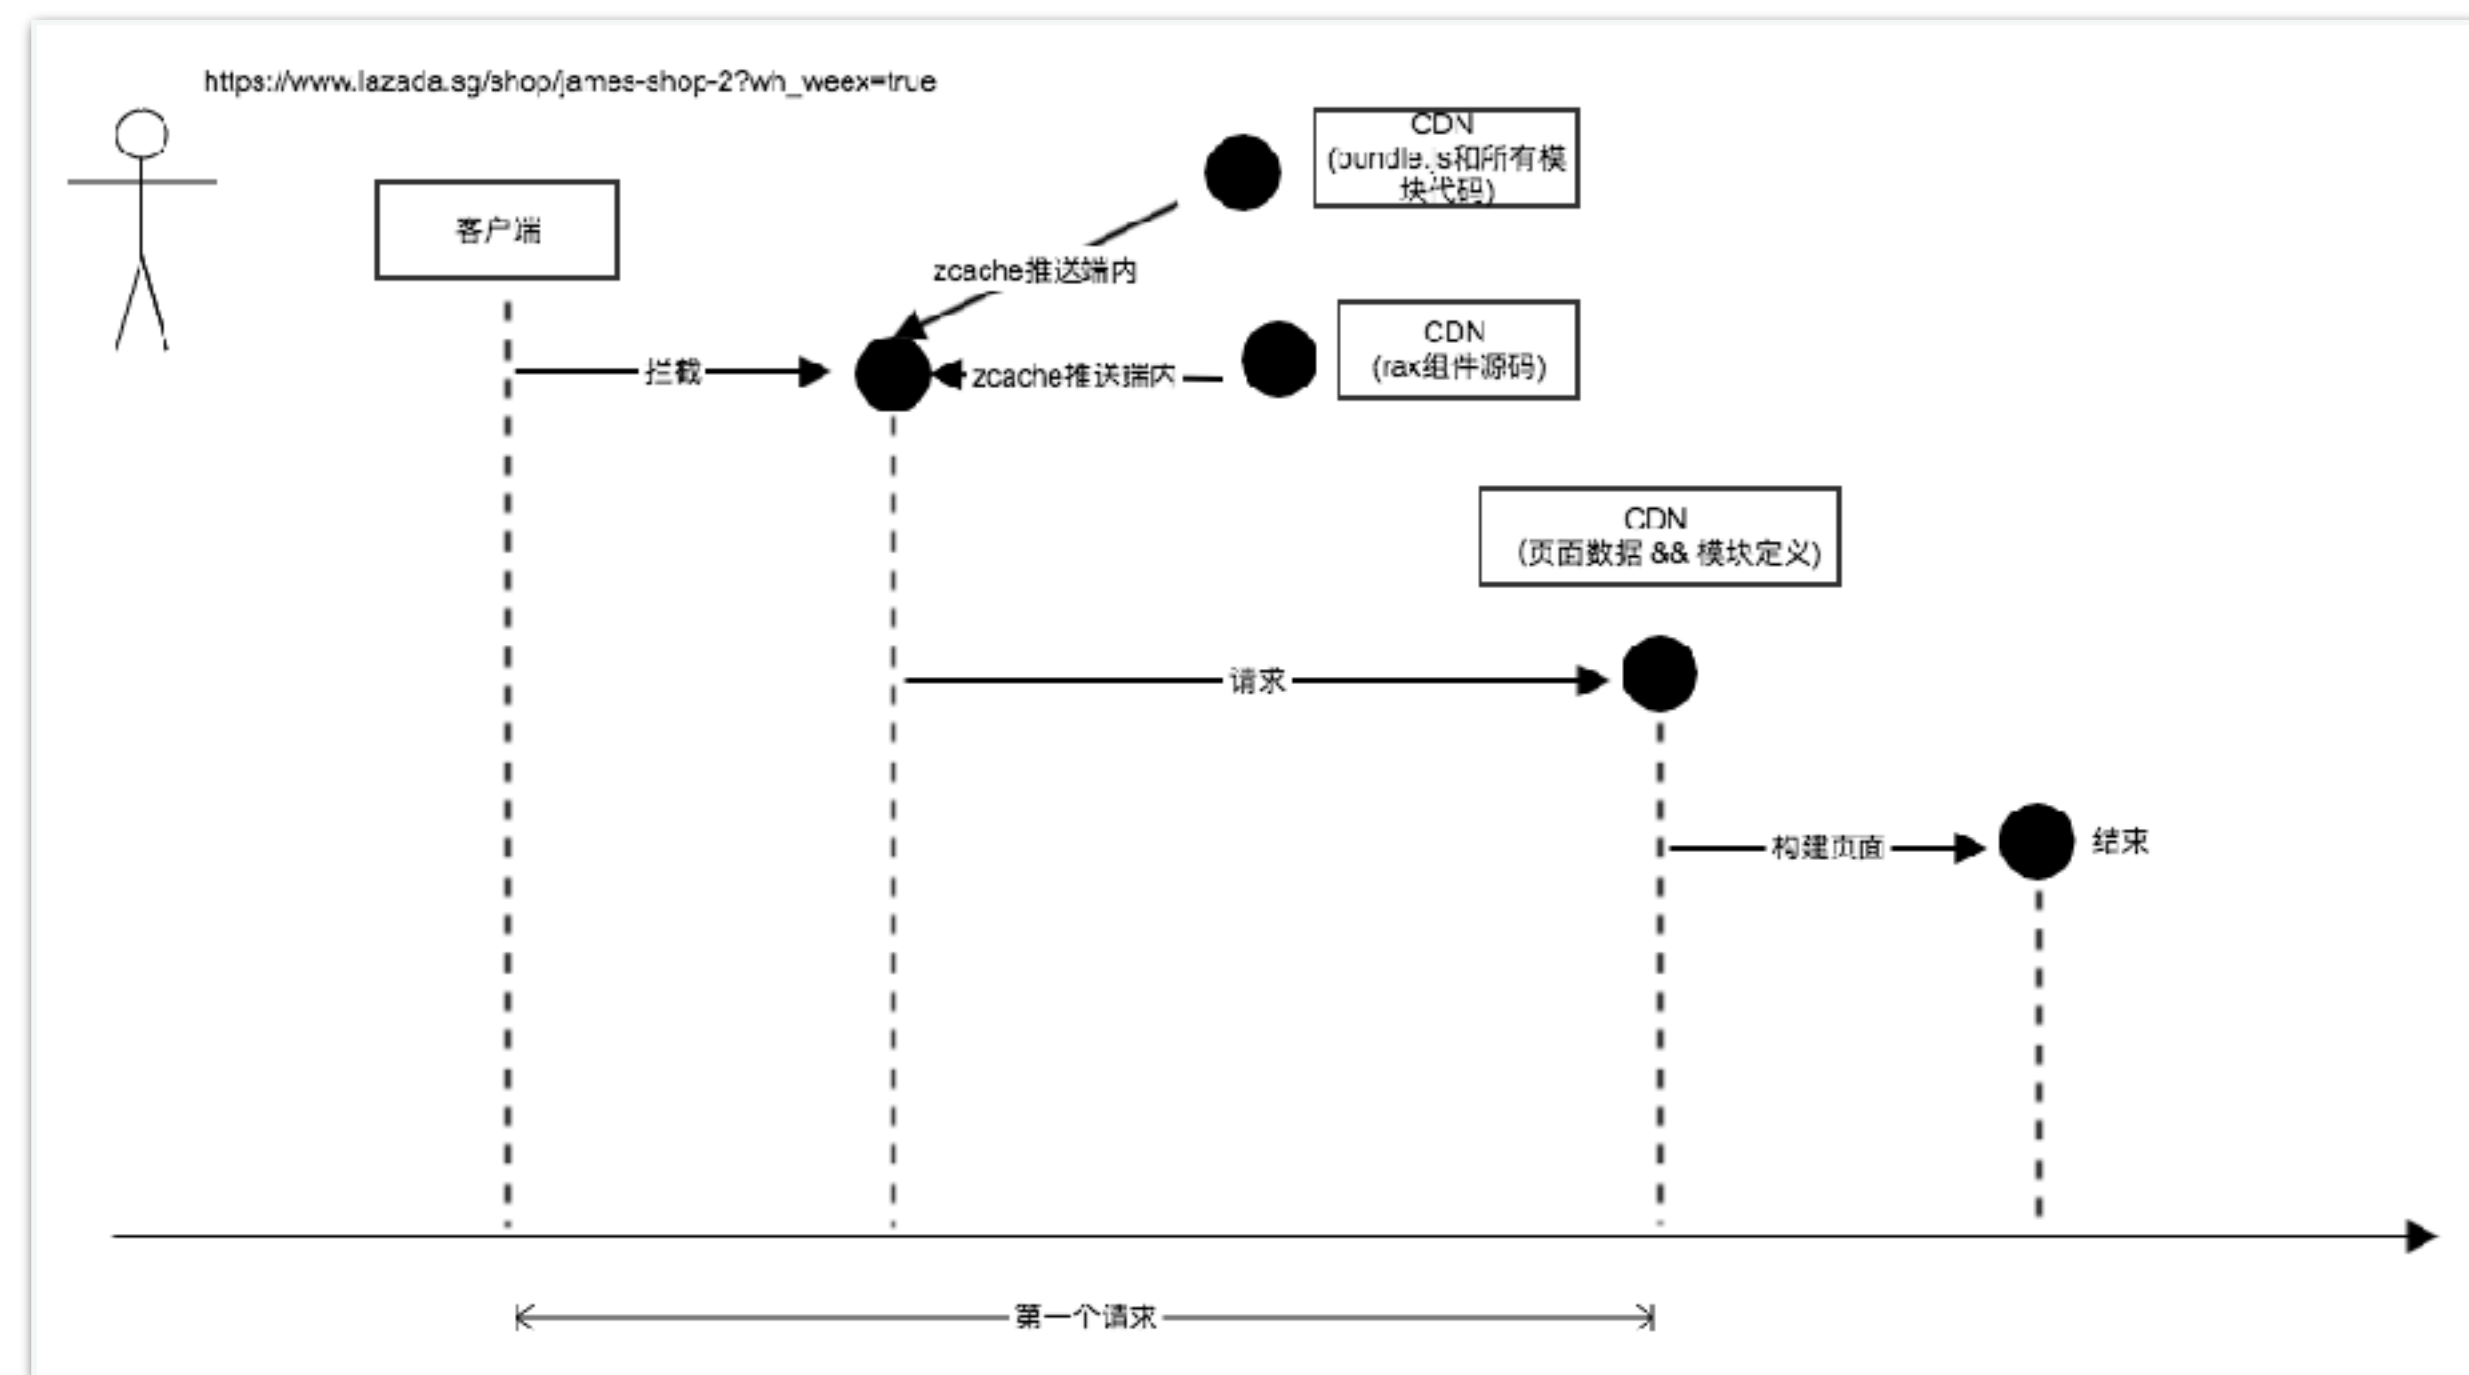 https://www.lazada.sg/shop/james-shop-2?wh_weex=true
CDN
(bundle.js和所有模
块代码)
客户端
zcache推送端内
CDN
(rax组件源码)
拦截
zcache推送端内
CDN
（页面数据 && 模块定义)
请求
构建页面
结束
第一个请求